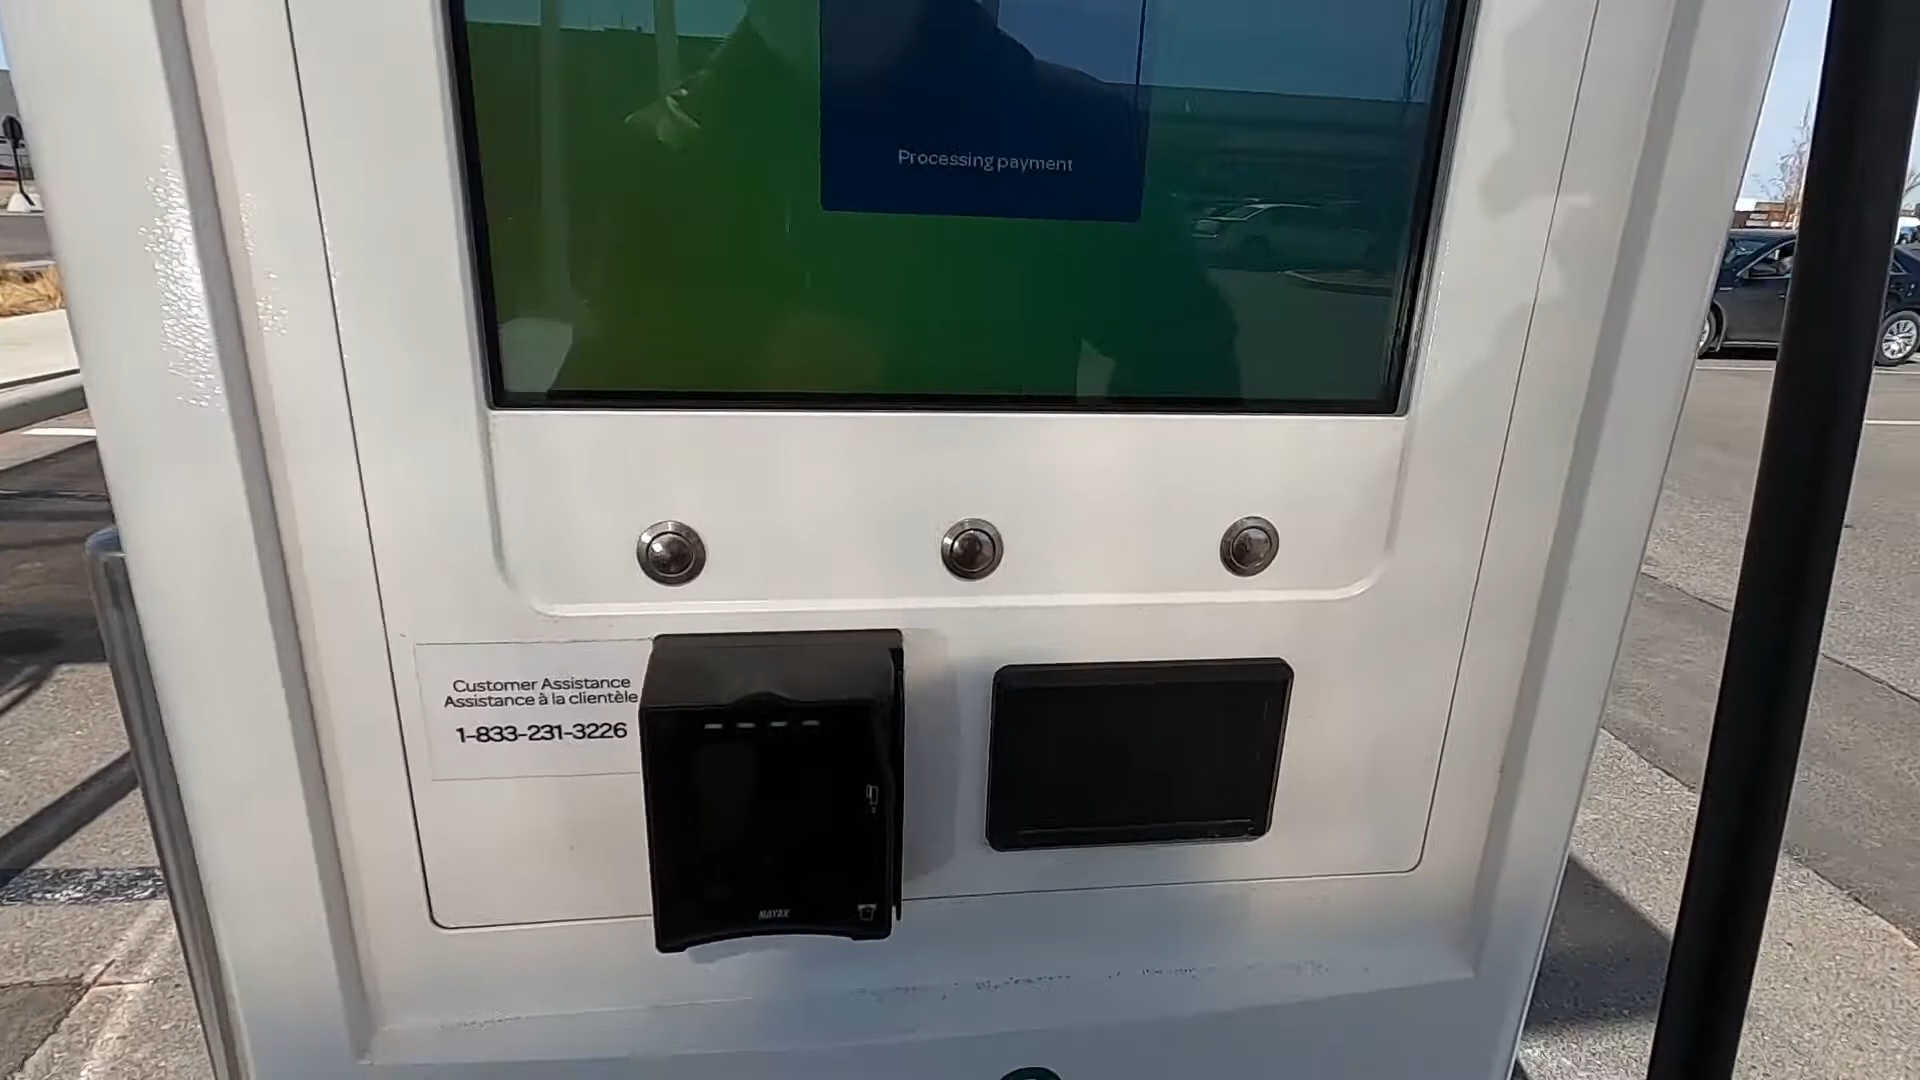 Processing payment
Customer Assistance
Assistance à la clientèle
1-833-231-3226
NAYAX